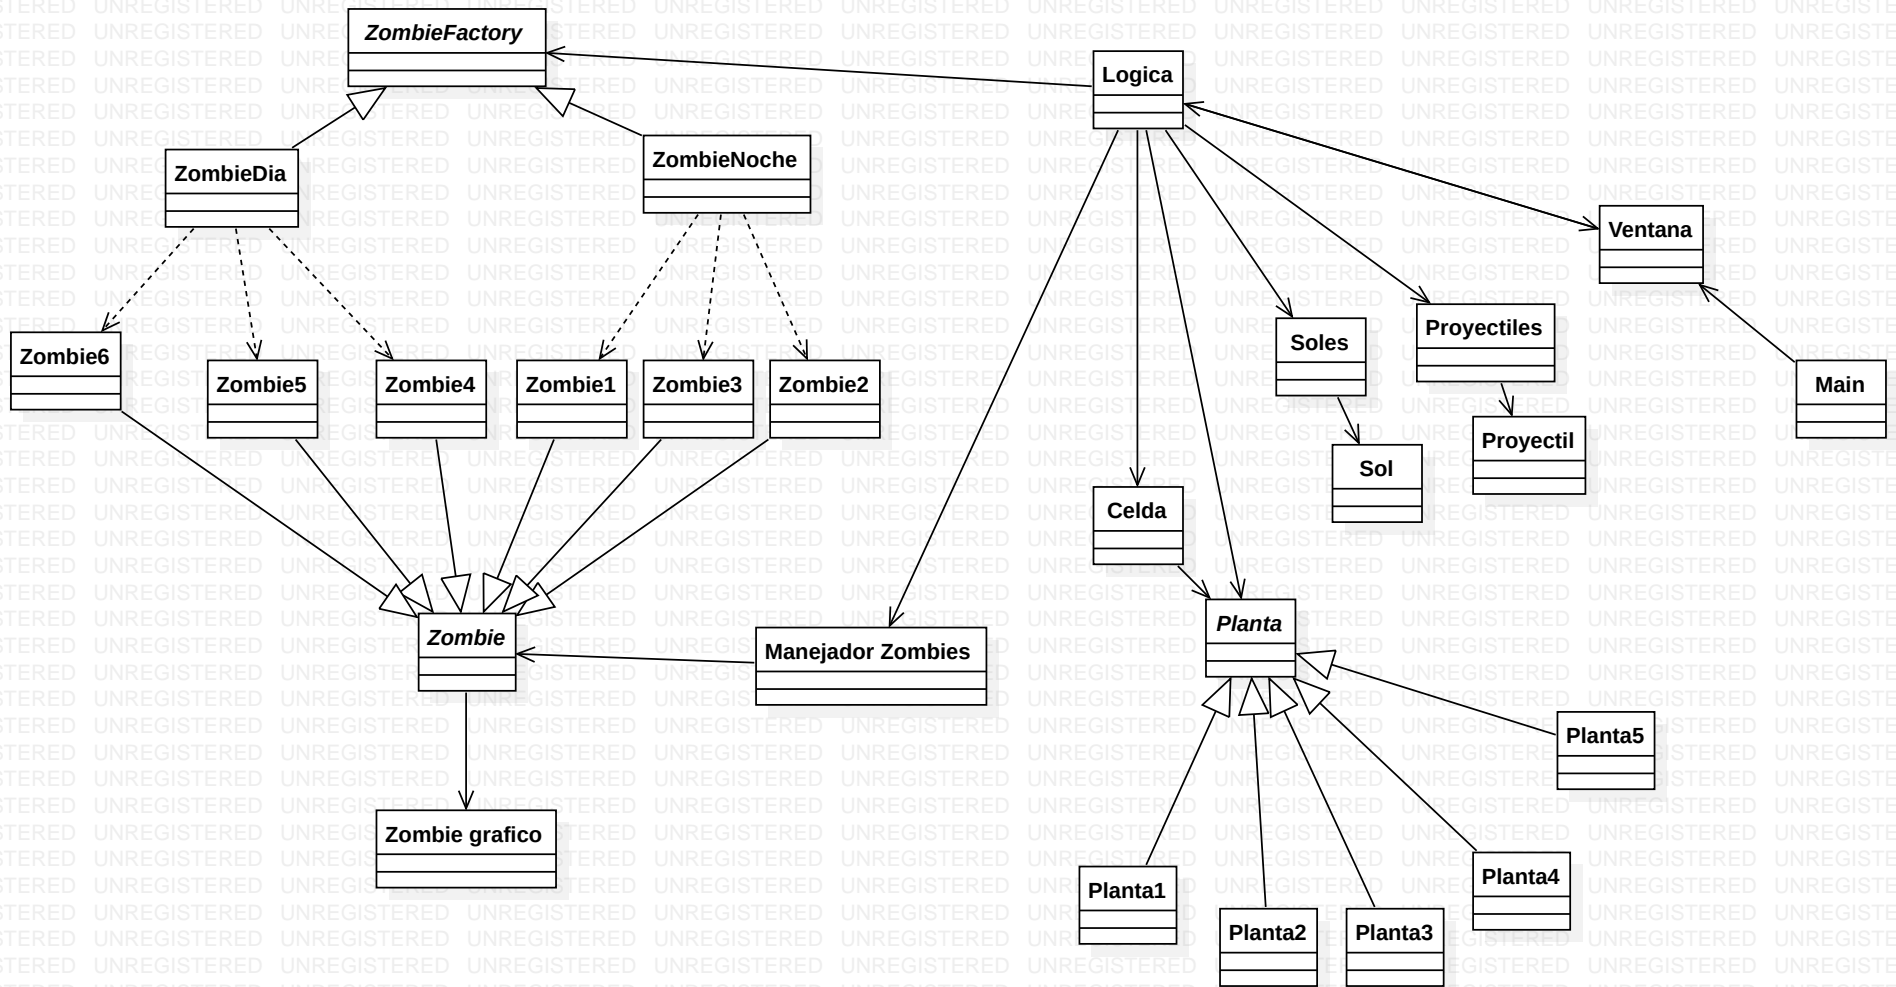 ZombieFactory
Logica
ZombieDia
ZombieNoche
Ventana
Zombie6
Zombie5
Zombie4
Zombie1
Zombie3
Zombie2
Soles
Proyectiles
Main
Sol
Proyectil
Celda
Zombie
Manejador Zombies
Planta
Zombie grafico
Planta5
Planta1
Planta2
Planta3
Planta4
UNREGISTERED